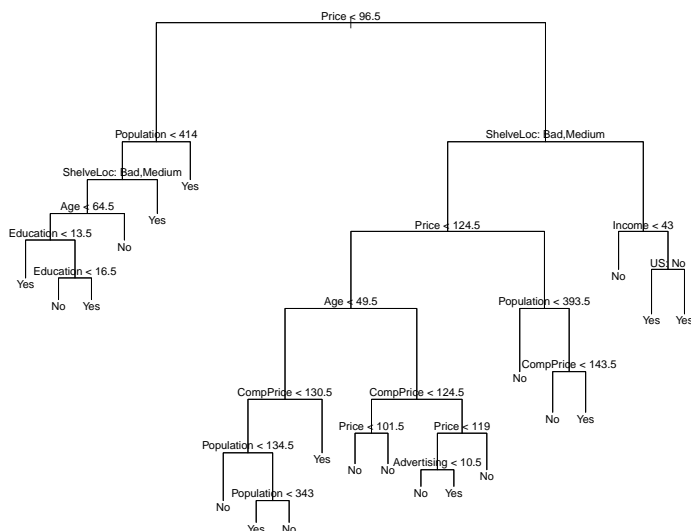 Price < 96.5
Population < 414
ShelveLoc: Bad,Medium
ShelveLoc: Bad,Medium
Yes
Age < 64.5
Yes
Price < 124.5
Income < 43
Education < 13.5
No
No
US: No
Education < 16.5
Yes
No
Yes
Age < 49.5
Population < 393.5
Yes
Yes
No
CompPrice < 143.5
No
Yes
CompPrice < 130.5
CompPrice < 124.5
Price < 101.5
Price < 119
Population < 134.5
Yes
No
No
Advertising < 10.5
No
No
Yes
No
Population < 343
Yes
No